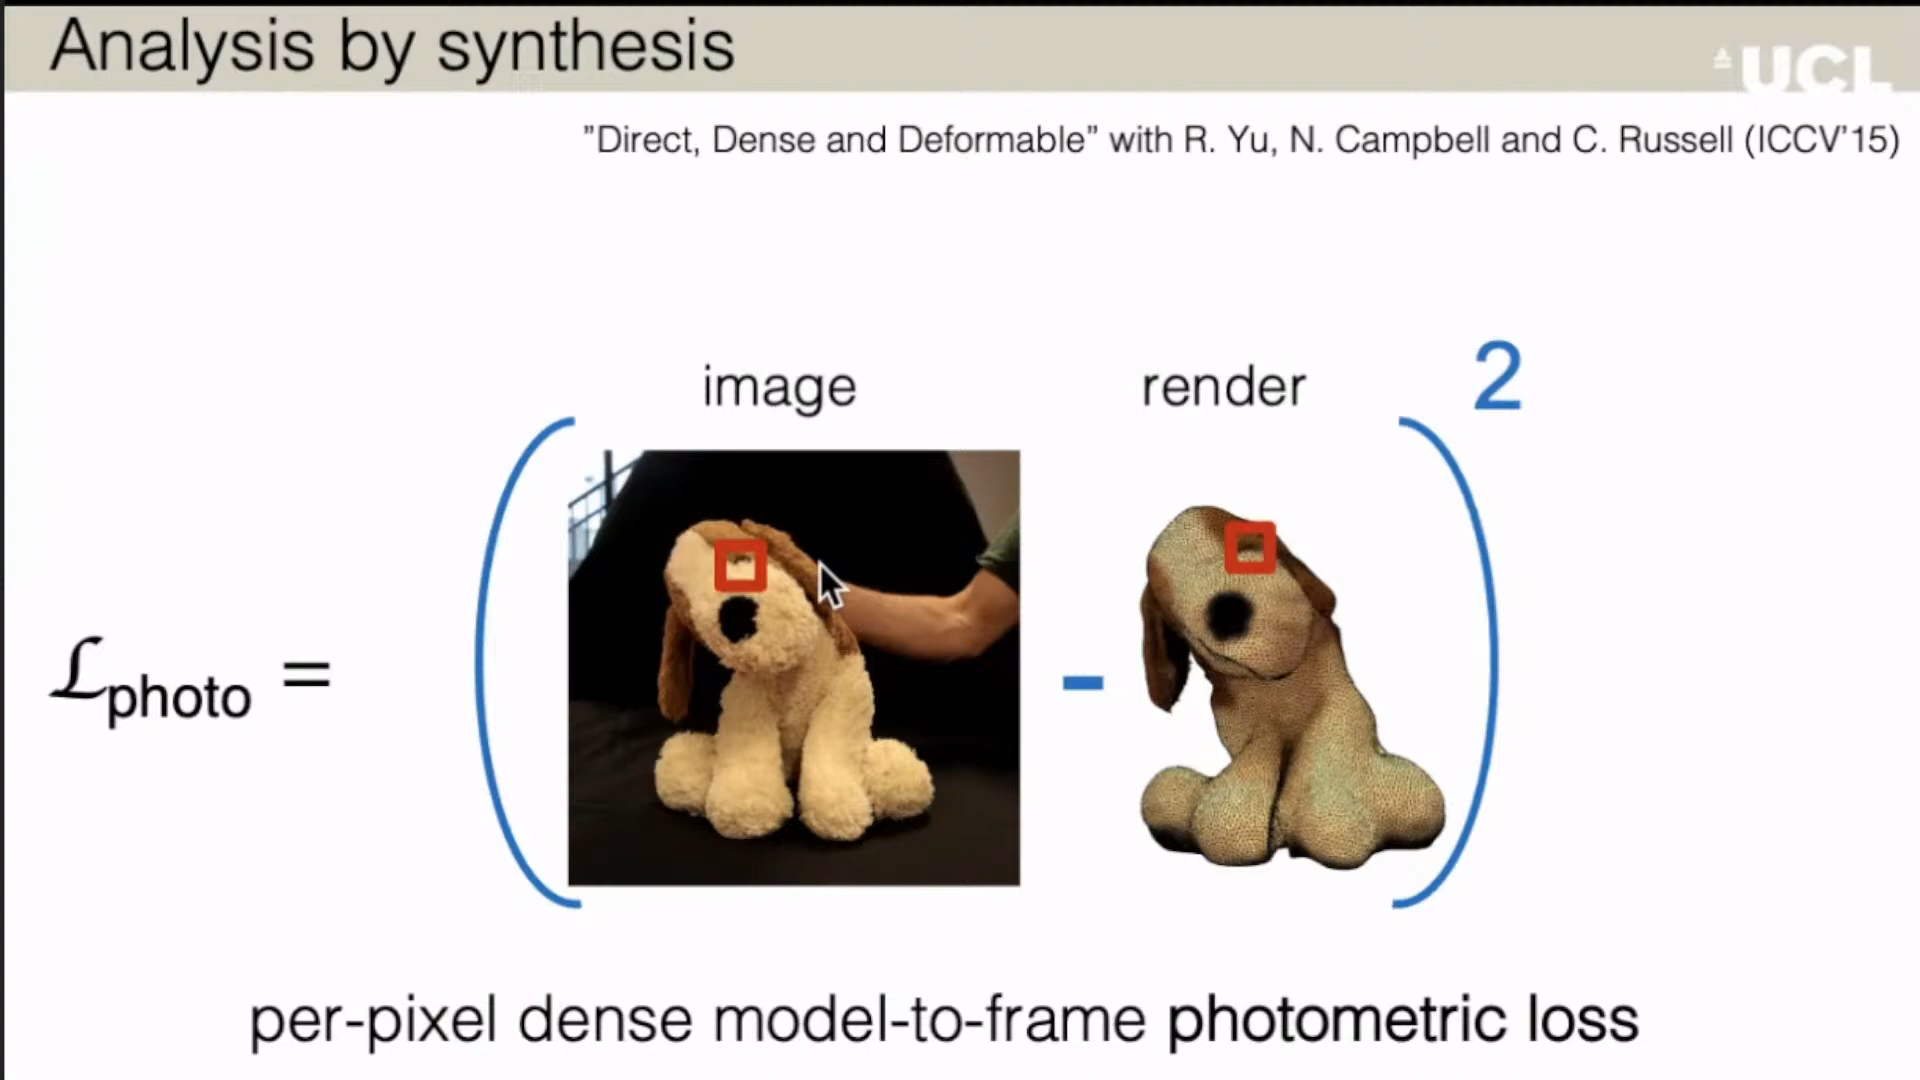 Analysis by synthesis
UCL
"Direct, Dense and Deformable" with R. Yu, N. Campbell and C. Russell (ICCV'15)
image
render
2
ℒphoto =
-
per-pixel dense model-to-frame photometric loss